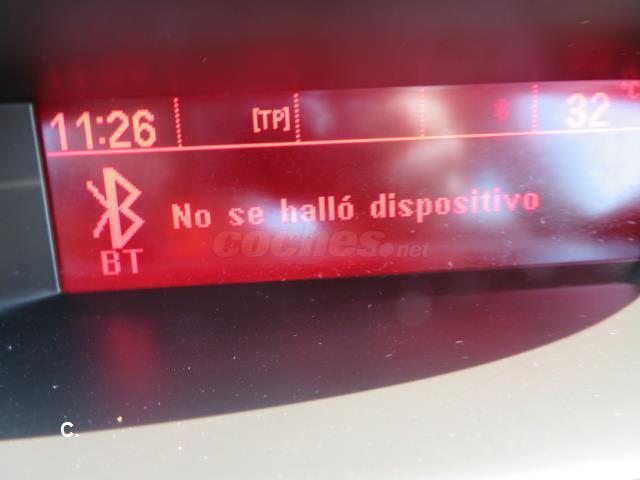 11:26 [TP] 32 °C
No se halló dispositivo
BT
coches.net
C.